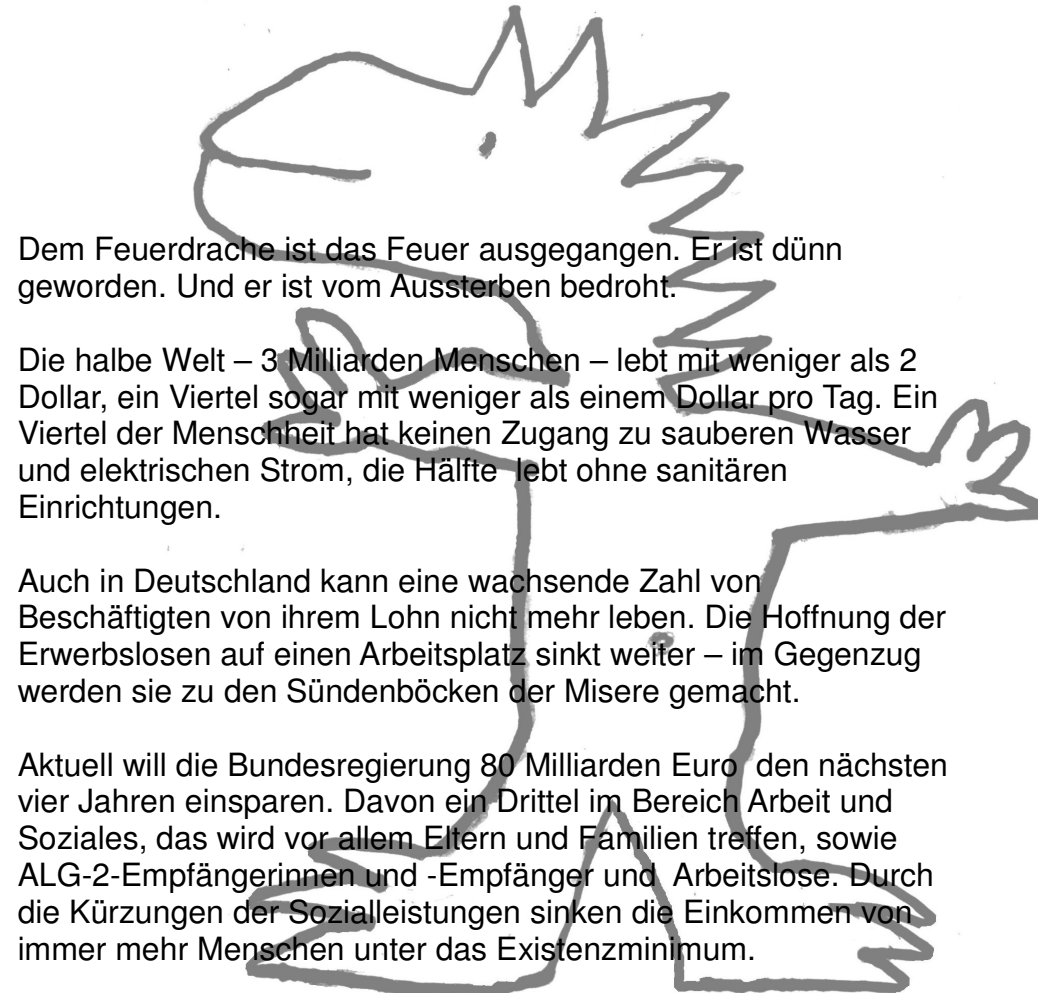 Dem Feuerdrache ist das Feuer ausgegangen. Er ist dünn
geworden. Und er ist vom Aussterben bedroht.
Die halbe Welt – 3 Milliarden Menschen – lebt mit weniger als 2
Dollar, ein Viertel sogar mit weniger als einem Dollar pro Tag. Ein
Viertel der Menschheit hat keinen Zugang zu sauberen Wasser
und elektrischen Strom, die Hälfte  lebt ohne sanitären
Einrichtungen.
Auch in Deutschland kann eine wachsende Zahl von
Beschäftigten von ihrem Lohn nicht mehr leben. Die Hoffnung der
Erwerbslosen auf einen Arbeitsplatz sinkt weiter – im Gegenzug
werden sie zu den Sündenböcken der Misere gemacht.
Aktuell will die Bundesregierung 80 Milliarden Euro  den nächsten
vier Jahren einsparen. Davon ein Drittel im Bereich Arbeit und
Soziales, das wird vor allem Eltern und Familien treffen, sowie
ALG-2-Empfängerinnen und -Empfänger und  Arbeitslose. Durch
die Kürzungen der Sozialleistungen sinken die Einkommen von
immer mehr Menschen unter das Existenzminimum.